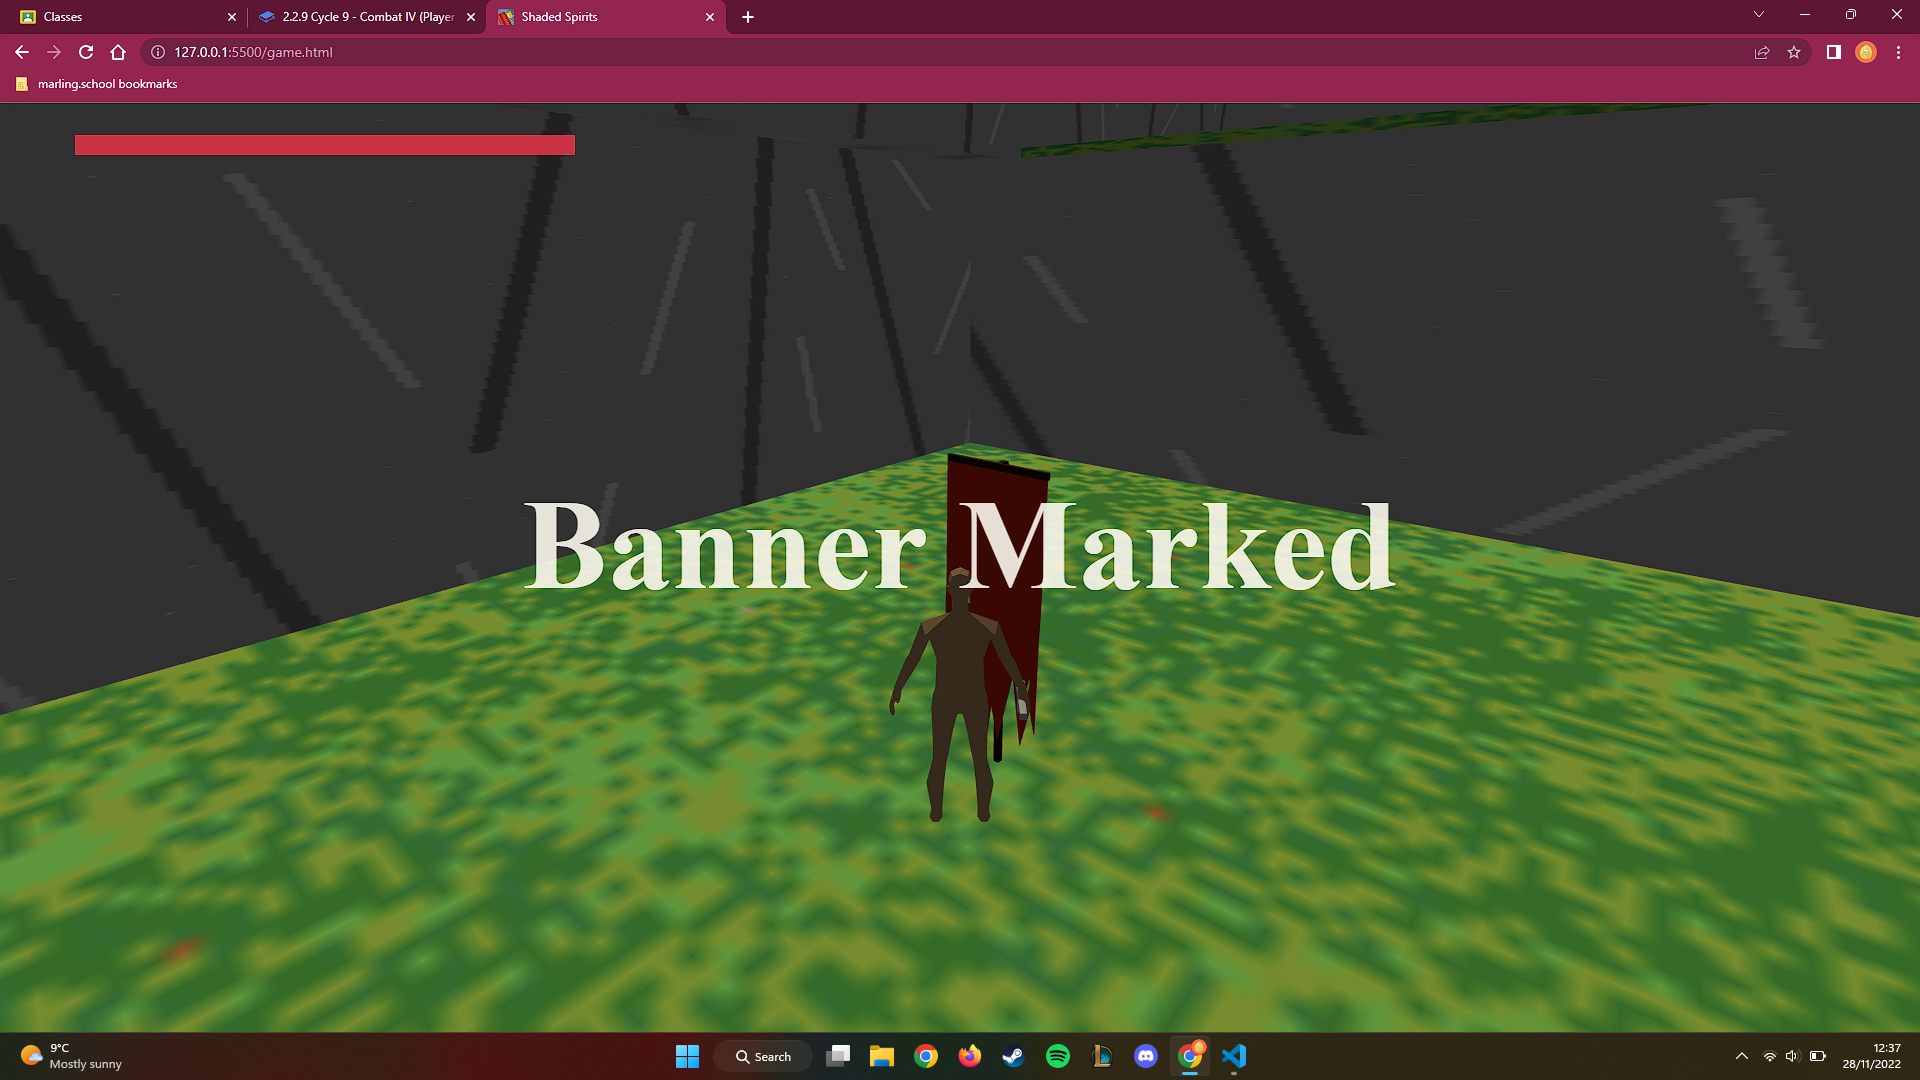 Classes
2.2.9 Cycle 9 - Combat IV (Player
Shaded Spirits
127.0.0.1:5500/game.html
marling.school bookmarks
Banner Marked
9°C
Mostly sunny
Search
12:37
28/11/2022